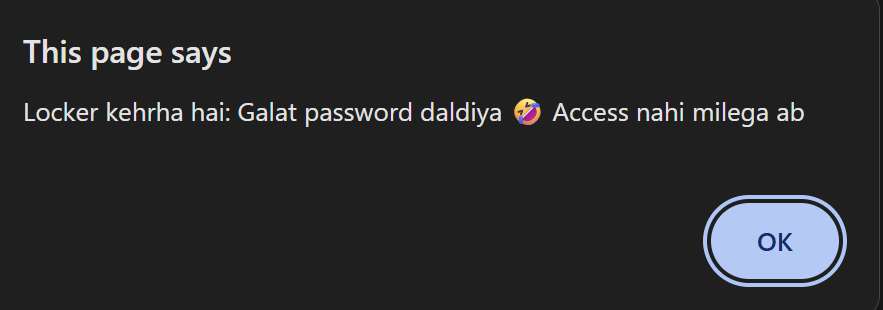 This page says
Locker kehrha hai: Galat password daldiya 🤣 Access nahi milega ab
OK